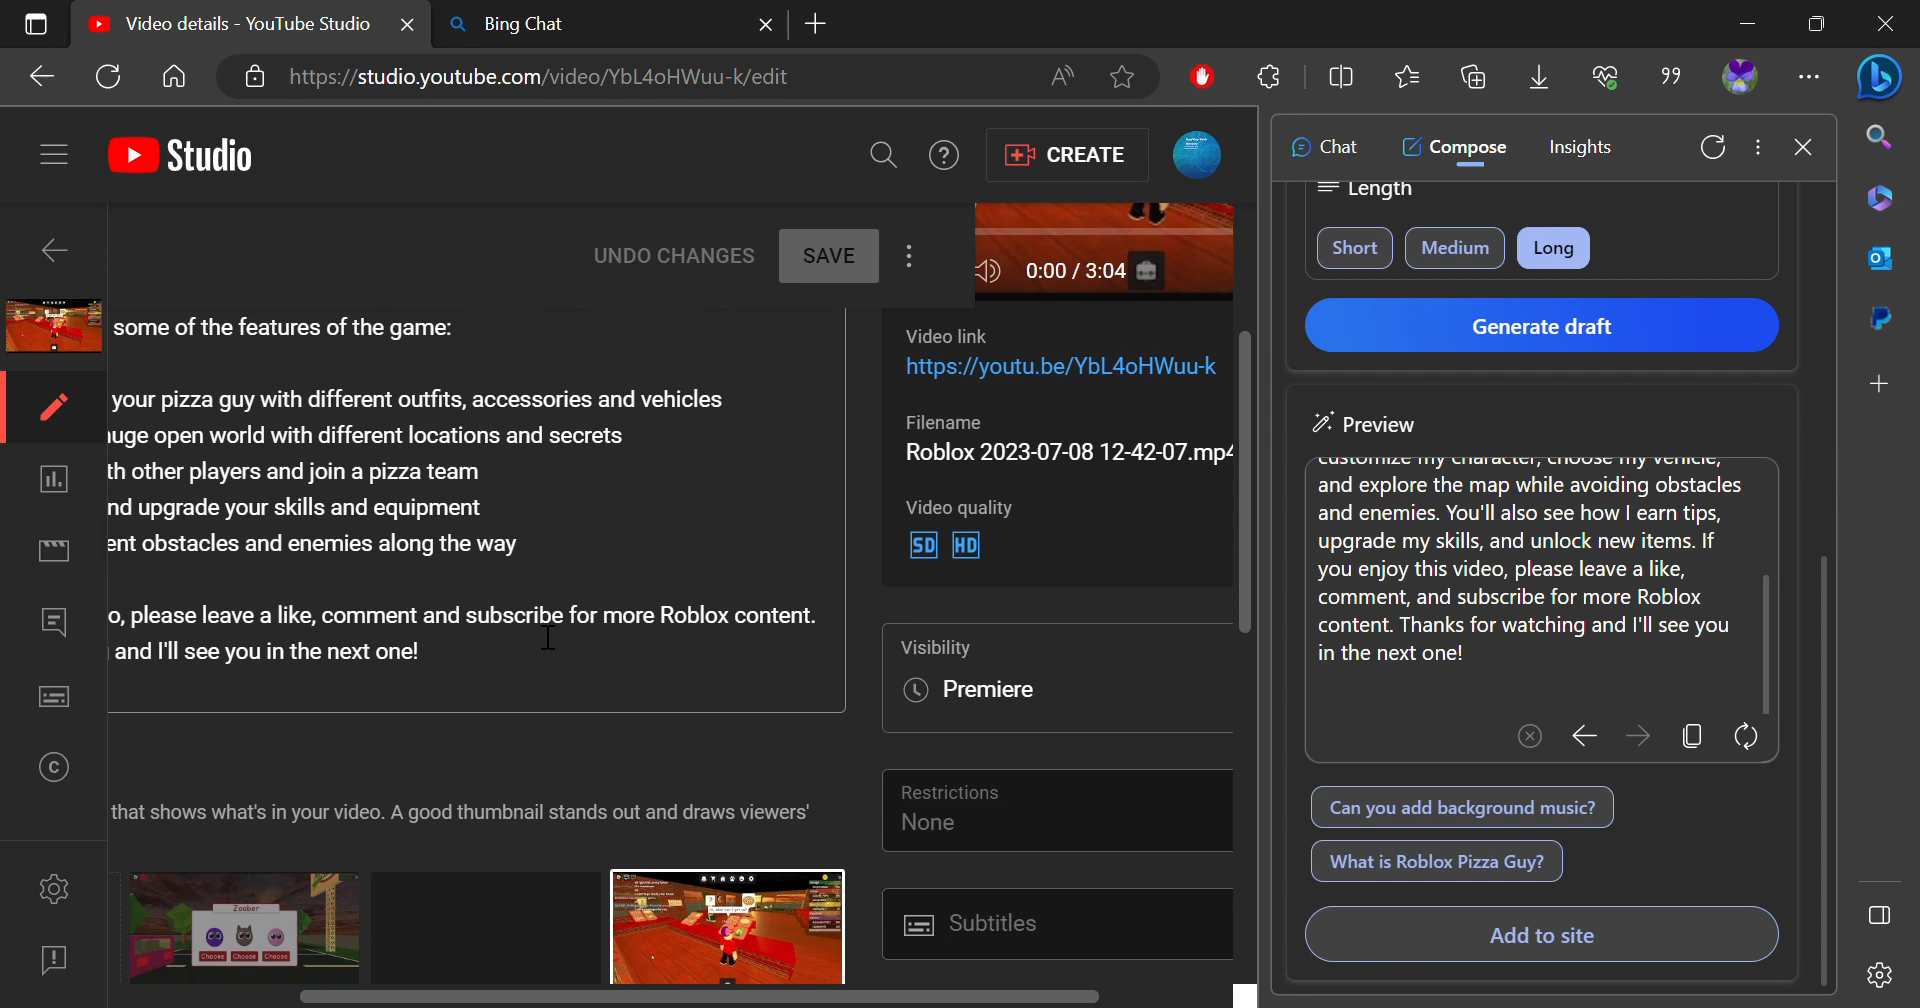 Video details - YouTube Studio
Bing Chat
https://studio.youtube.com/video/YbL4oHWuu-k/edit
Studio
CREATE
UNDO CHANGES
SAVE
0:00 / 3:04
some of the features of the game:
your pizza guy with different outfits, accessories and vehicles
uge open world with different locations and secrets
th other players and join a pizza team
nd upgrade your skills and equipment
ent obstacles and enemies along the way
o, please leave a like, comment and subscribe for more Roblox content.
and I'll see you in the next one!
that shows what's in your video. A good thumbnail stands out and draws viewers'
Zoober
Choose Choose Choose
Video link
https://youtu.be/YbL4oHWuu-k
Filename
Roblox 2023-07-08 12-42-07.mp4
Video quality
SD HD
Visibility
Premiere
Restrictions
None
Subtitles
Chat
Compose
Insights
Length
Short
Medium
Long
Generate draft
Preview
customize my character, choose my vehicle,
and explore the map while avoiding obstacles
and enemies. You'll also see how I earn tips,
upgrade my skills, and unlock new items. If
you enjoy this video, please leave a like,
comment, and subscribe for more Roblox
content. Thanks for watching and I'll see you
in the next one!
Can you add background music?
What is Roblox Pizza Guy?
Add to site